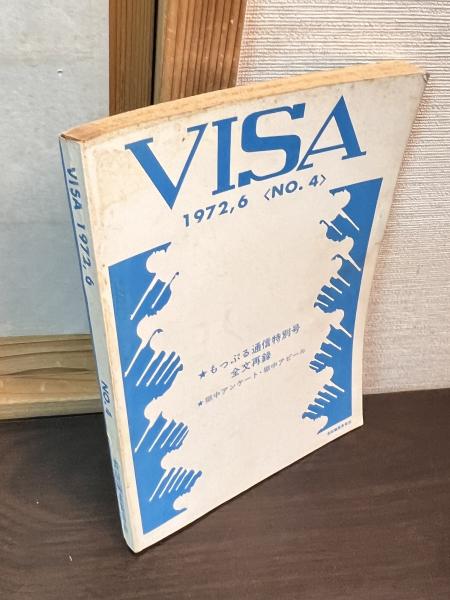 VISA
1972,6 〈NO. 4〉
★もっぷる通信特別号
全文再録
★獄中アンケート・獄中アピール
VISA 1972, 6
NO. 4